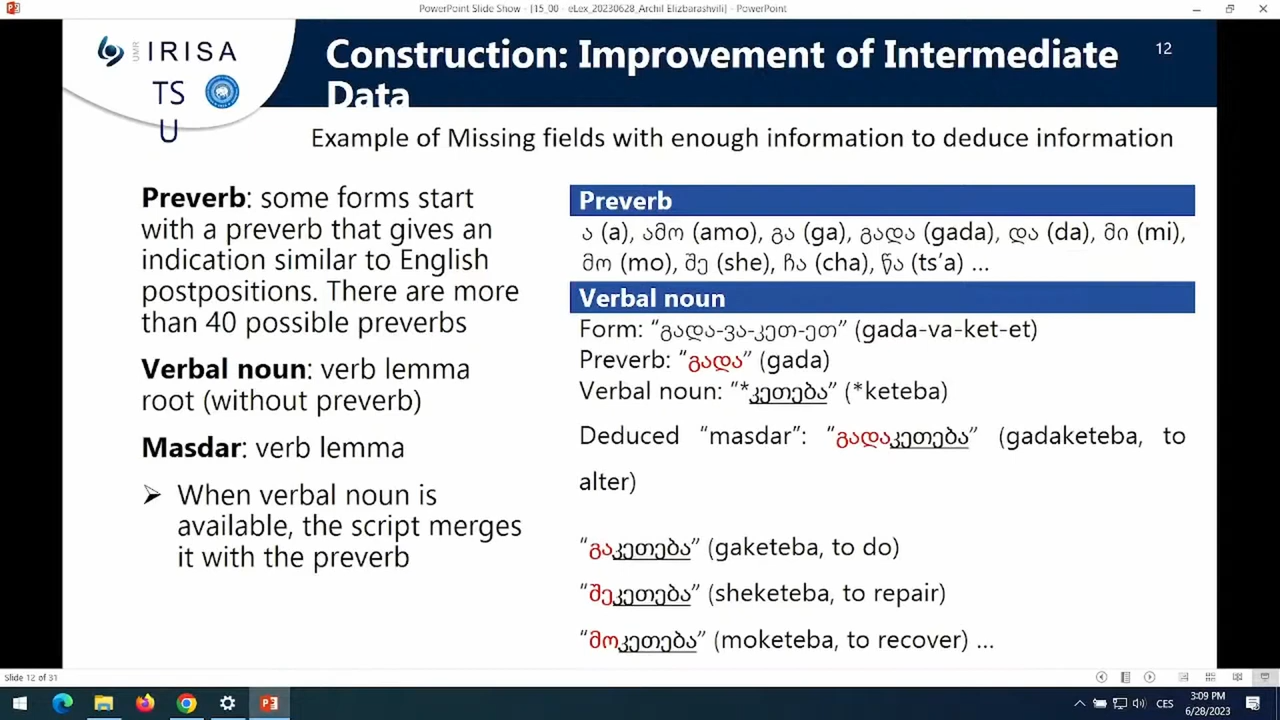 PowerPoint Slide Show - [15_00 - eLex_20230628_Archil Elizbarashvili] - PowerPoint
UMR IRISA
TS
U
Construction: Improvement of Intermediate
Data
12
Example of Missing fields with enough information to deduce information
Preverb: some forms start
with a preverb that gives an
indication similar to English
postpositions. There are more
than 40 possible preverbs
Verbal noun: verb lemma
root (without preverb)
Masdar: verb lemma
➢ When verbal noun is
available, the script merges
it with the preverb
Preverb
ა (a), ამო (amo), გა (ga), გადა (gada), და (da), მი (mi),
მო (mo), შე (she), ჩა (cha), წა (ts’a) ...
Verbal noun
Form: “გადა-ვა-კეთ-ეთ” (gada-va-ket-et)
Preverb: “გადა” (gada)
Verbal noun: “*კეთება” (*keteba)
Deduced “masdar”: “გადაკეთება” (gadaketeba, to
alter)
“გაკეთება” (gaketeba, to do)
“შეკეთება” (sheketeba, to repair)
“მოკეთება” (moketeba, to recover) ...
Slide 12 of 31
CES
3:09 PM
6/28/2023